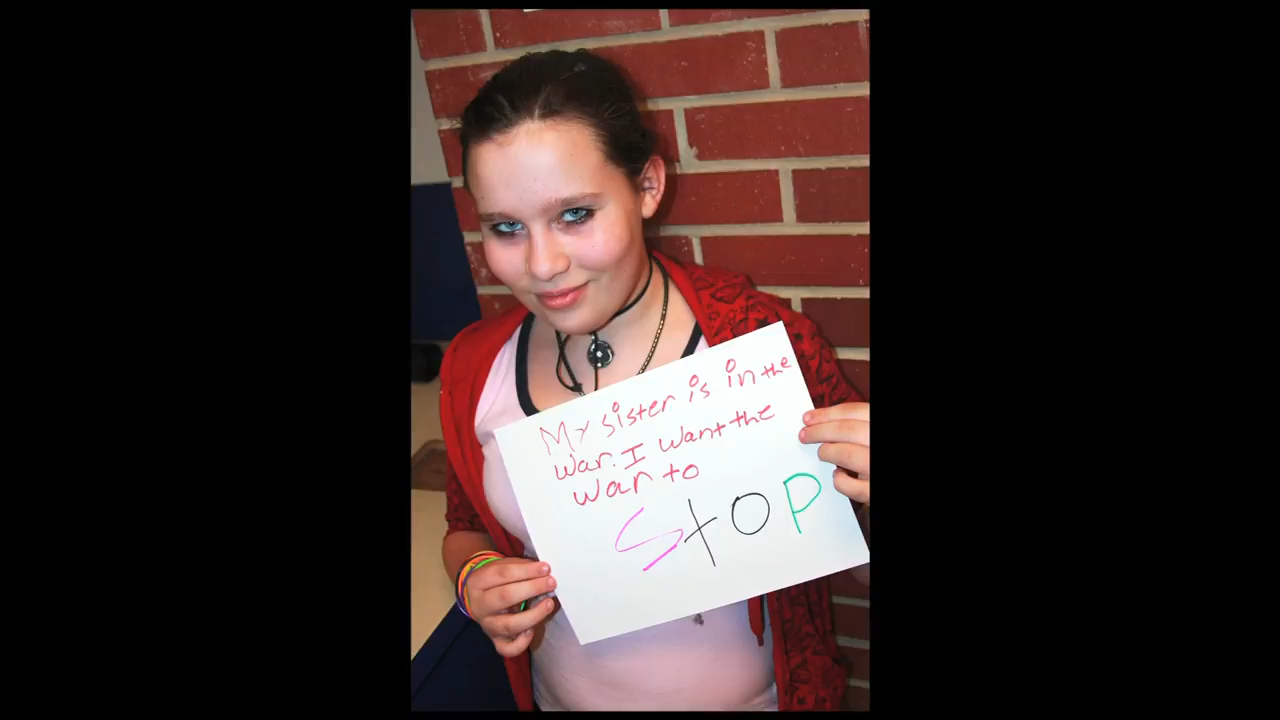 My sister is in the
war. I want the
war to
STOP